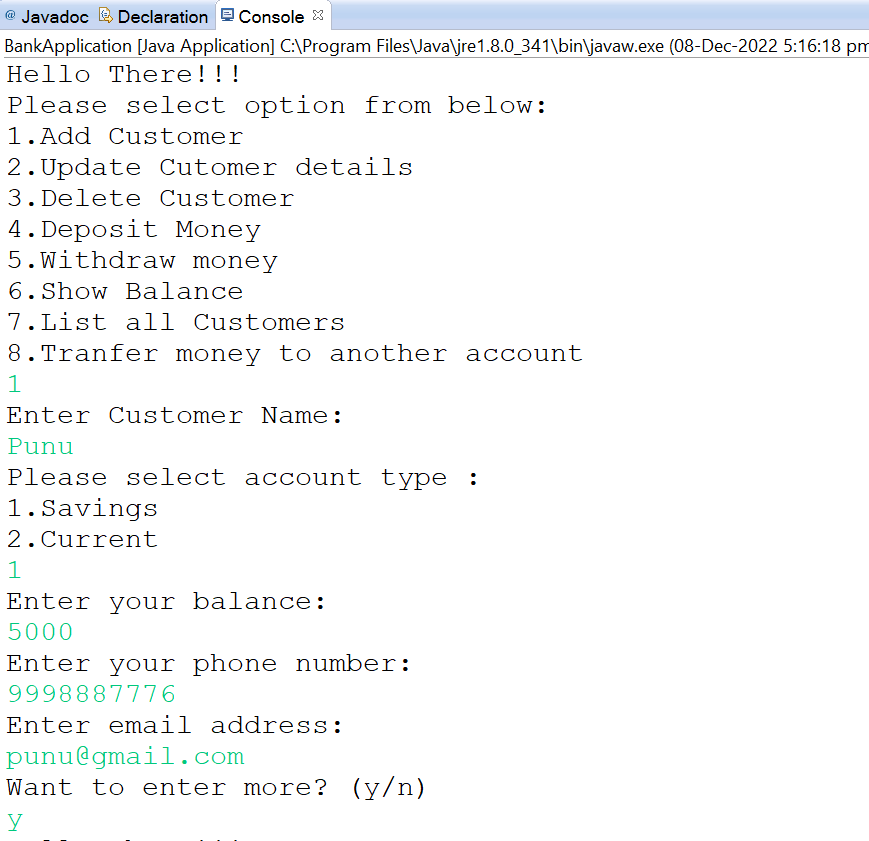 @ Javadoc Declaration Console
BankApplication [Java Application] C:\Program Files\Java\jre1.8.0_341\bin\javaw.exe (08-Dec-2022 5:16:18 pm
Hello There!!!
Please select option from below:
1.Add Customer
2.Update Cutomer details
3.Delete Customer
4.Deposit Money
5.Withdraw money
6.Show Balance
7.List all Customers
8.Tranfer money to another account
1
Enter Customer Name:
Punu
Please select account type :
1.Savings
2.Current
1
Enter your balance:
5000
Enter your phone number:
9998887776
Enter email address:
punu@gmail.com
Want to enter more? (y/n)
y